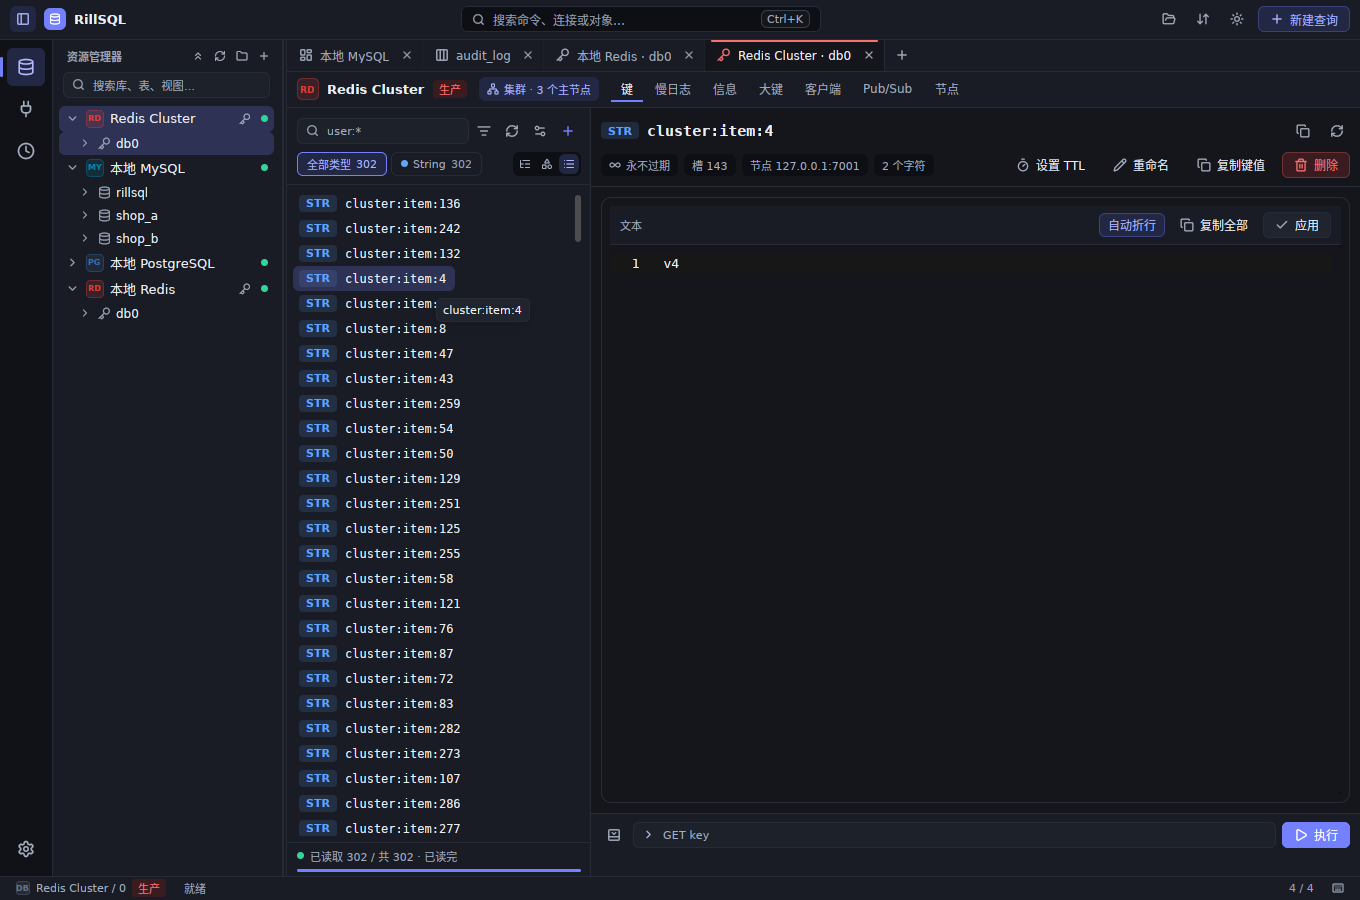 RillSQL
搜索命令、连接或对象… Ctrl+K
新建查询
资源管理器
搜索库、表、视图…
RD Redis Cluster
db0
MY 本地 MySQL
rillsql
shop_a
shop_b
PG 本地 PostgreSQL
RD 本地 Redis
db0
本地 MySQL
audit_log
本地 Redis · db0
Redis Cluster · db0
RD Redis Cluster 生产 集群 · 3 个主节点 键 慢日志 信息 大键 客户端 Pub/Sub 节点
user:*
全部类型 302 String 302
STR cluster:item:136
STR cluster:item:242
STR cluster:item:132
STR cluster:item:4
STR cluster:item:
cluster:item:4
STR cluster:item:8
STR cluster:item:47
STR cluster:item:43
STR cluster:item:259
STR cluster:item:54
STR cluster:item:50
STR cluster:item:129
STR cluster:item:251
STR cluster:item:125
STR cluster:item:255
STR cluster:item:58
STR cluster:item:121
STR cluster:item:76
STR cluster:item:87
STR cluster:item:72
STR cluster:item:83
STR cluster:item:282
STR cluster:item:273
STR cluster:item:107
STR cluster:item:286
STR cluster:item:277
已读取 302 / 共 302 · 已读完
STR cluster:item:4
永不过期 槽 143 节点 127.0.0.1:7001 2 个字符 设置 TTL 重命名 复制键值 删除
文本 自动折行 复制全部 应用
1 v4
GET key 执行
DB Redis Cluster / 0 生产 就绪 4 / 4